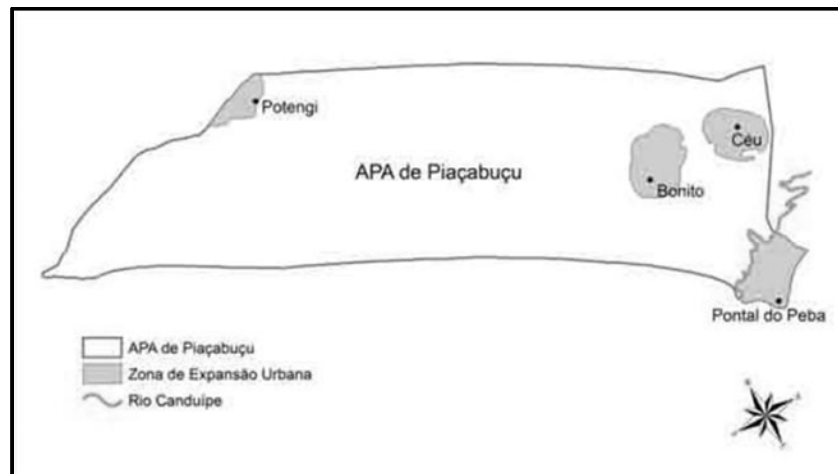 Potengi
Céu
APA de Piaçabuçu
Bonito
Pontal do Peba
APA de Piaçabuçu
Zona de Expansão Urbana
Rio Canduípe